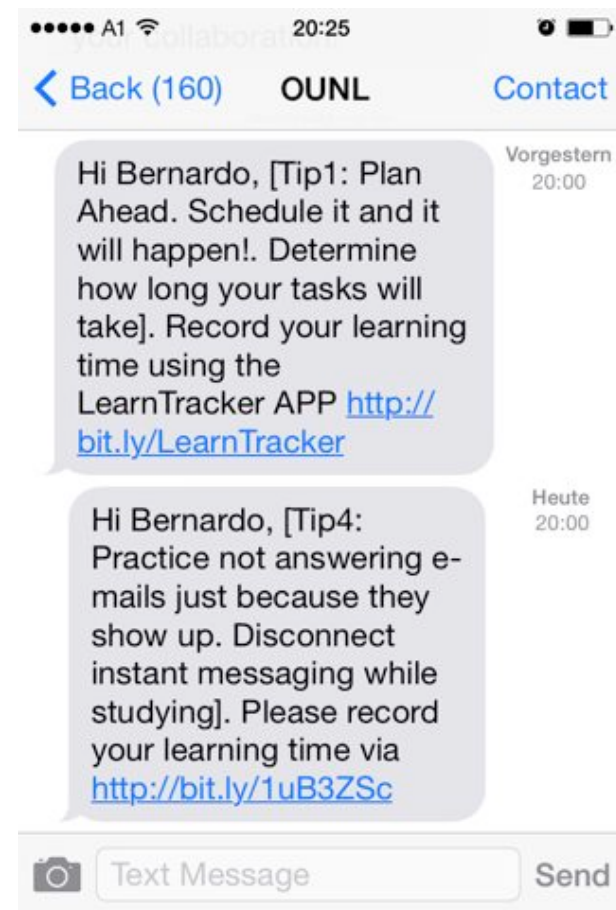 your collaboration!
A1 20:25
Back (160) OUNL Contact
Vorgestern
20:00
Hi Bernardo, [Tip1: Plan
Ahead. Schedule it and it
will happen!. Determine
how long your tasks will
take]. Record your learning
time using the
LearnTracker APP http://
bit.ly/LearnTracker
Heute
20:00
Hi Bernardo, [Tip4:
Practice not answering e-
mails just because they
show up. Disconnect
instant messaging while
studying]. Please record
your learning time via
http://bit.ly/1uB3ZSc
Text Message Send